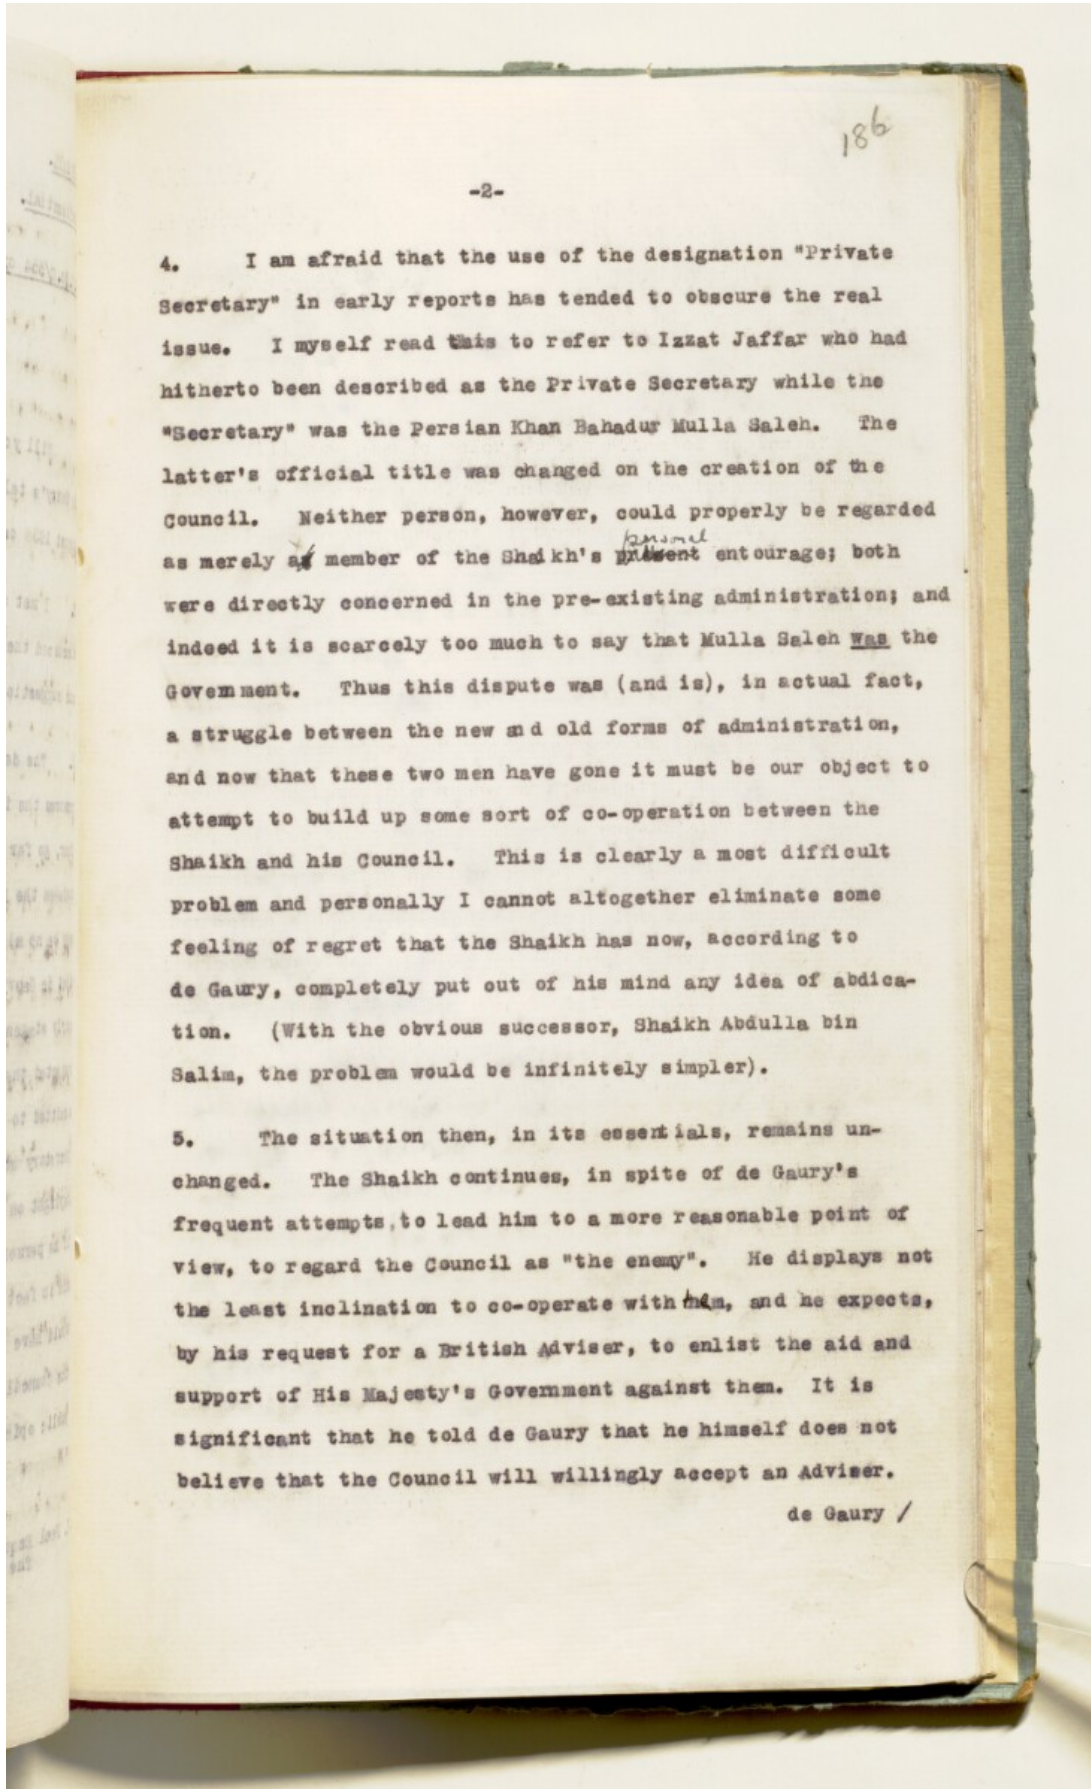 186
-2-
4. I am afraid that the use of the designation "Private
Secretary" in early reports has tended to obscure the real
issue. I myself read this to refer to Izzat Jaffar who had
hitherto been described as the Private Secretary while the
"Secretary" was the Persian Khan Bahadur Mulla Saleh. The
latter's official title was changed on the creation of the
Council. Neither person, however, could properly be regarded
personal
as merely a member of the Shaikh's present entourage; both
were directly concerned in the pre-existing administration; and
indeed it is scarcely too much to say that Mulla Saleh was the
Government. Thus this dispute was (and is), in actual fact,
a struggle between the new and old forms of administration,
and now that these two men have gone it must be our object to
attempt to build up some sort of co-operation between the
Shaikh and his Council. This is clearly a most difficult
problem and personally I cannot altogether eliminate some
feeling of regret that the Shaikh has now, according to
de Gaury, completely put out of his mind any idea of abdica-
tion. (With the obvious successor, Shaikh Abdulla bin
Salim, the problem would be infinitely simpler).
5. The situation then, in its essentials, remains un-
changed. The Shaikh continues, in spite of de Gaury's
frequent attempts, to lead him to a more reasonable point of
view, to regard the Council as "the enemy". He displays not
the least inclination to co-operate with them, and he expects,
by his request for a British Adviser, to enlist the aid and
support of His Majesty's Government against them. It is
significant that he told de Gaury that he himself does not
believe that the Council will willingly accept an Adviser.
de Gaury /